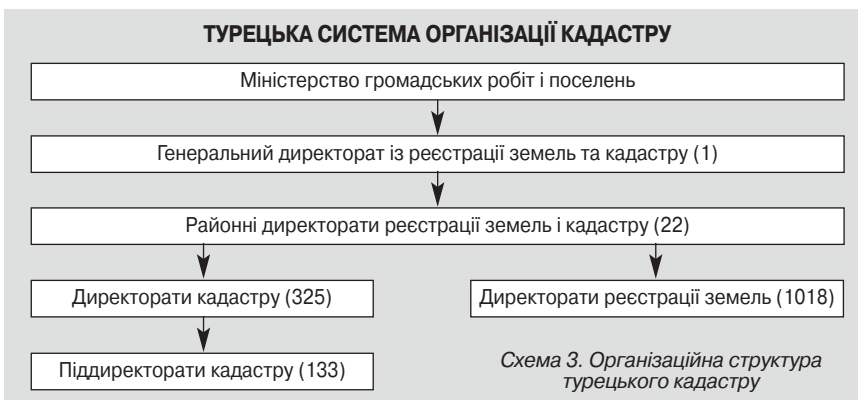 ТУРЕЦЬКА СИСТЕМА ОРГАНІЗАЦІЇ КАДАСТРУ
Міністерство громадських робіт і поселень
Генеральний директорат із реєстрації земель та кадастру (1)
Районні директорати реєстрації земель і кадастру (22)
Директорати кадастру (325)
Директорати реєстрації земель (1018)
Піддиректорати кадастру (133)
Схема 3. Організаційна структура
турецького кадастру